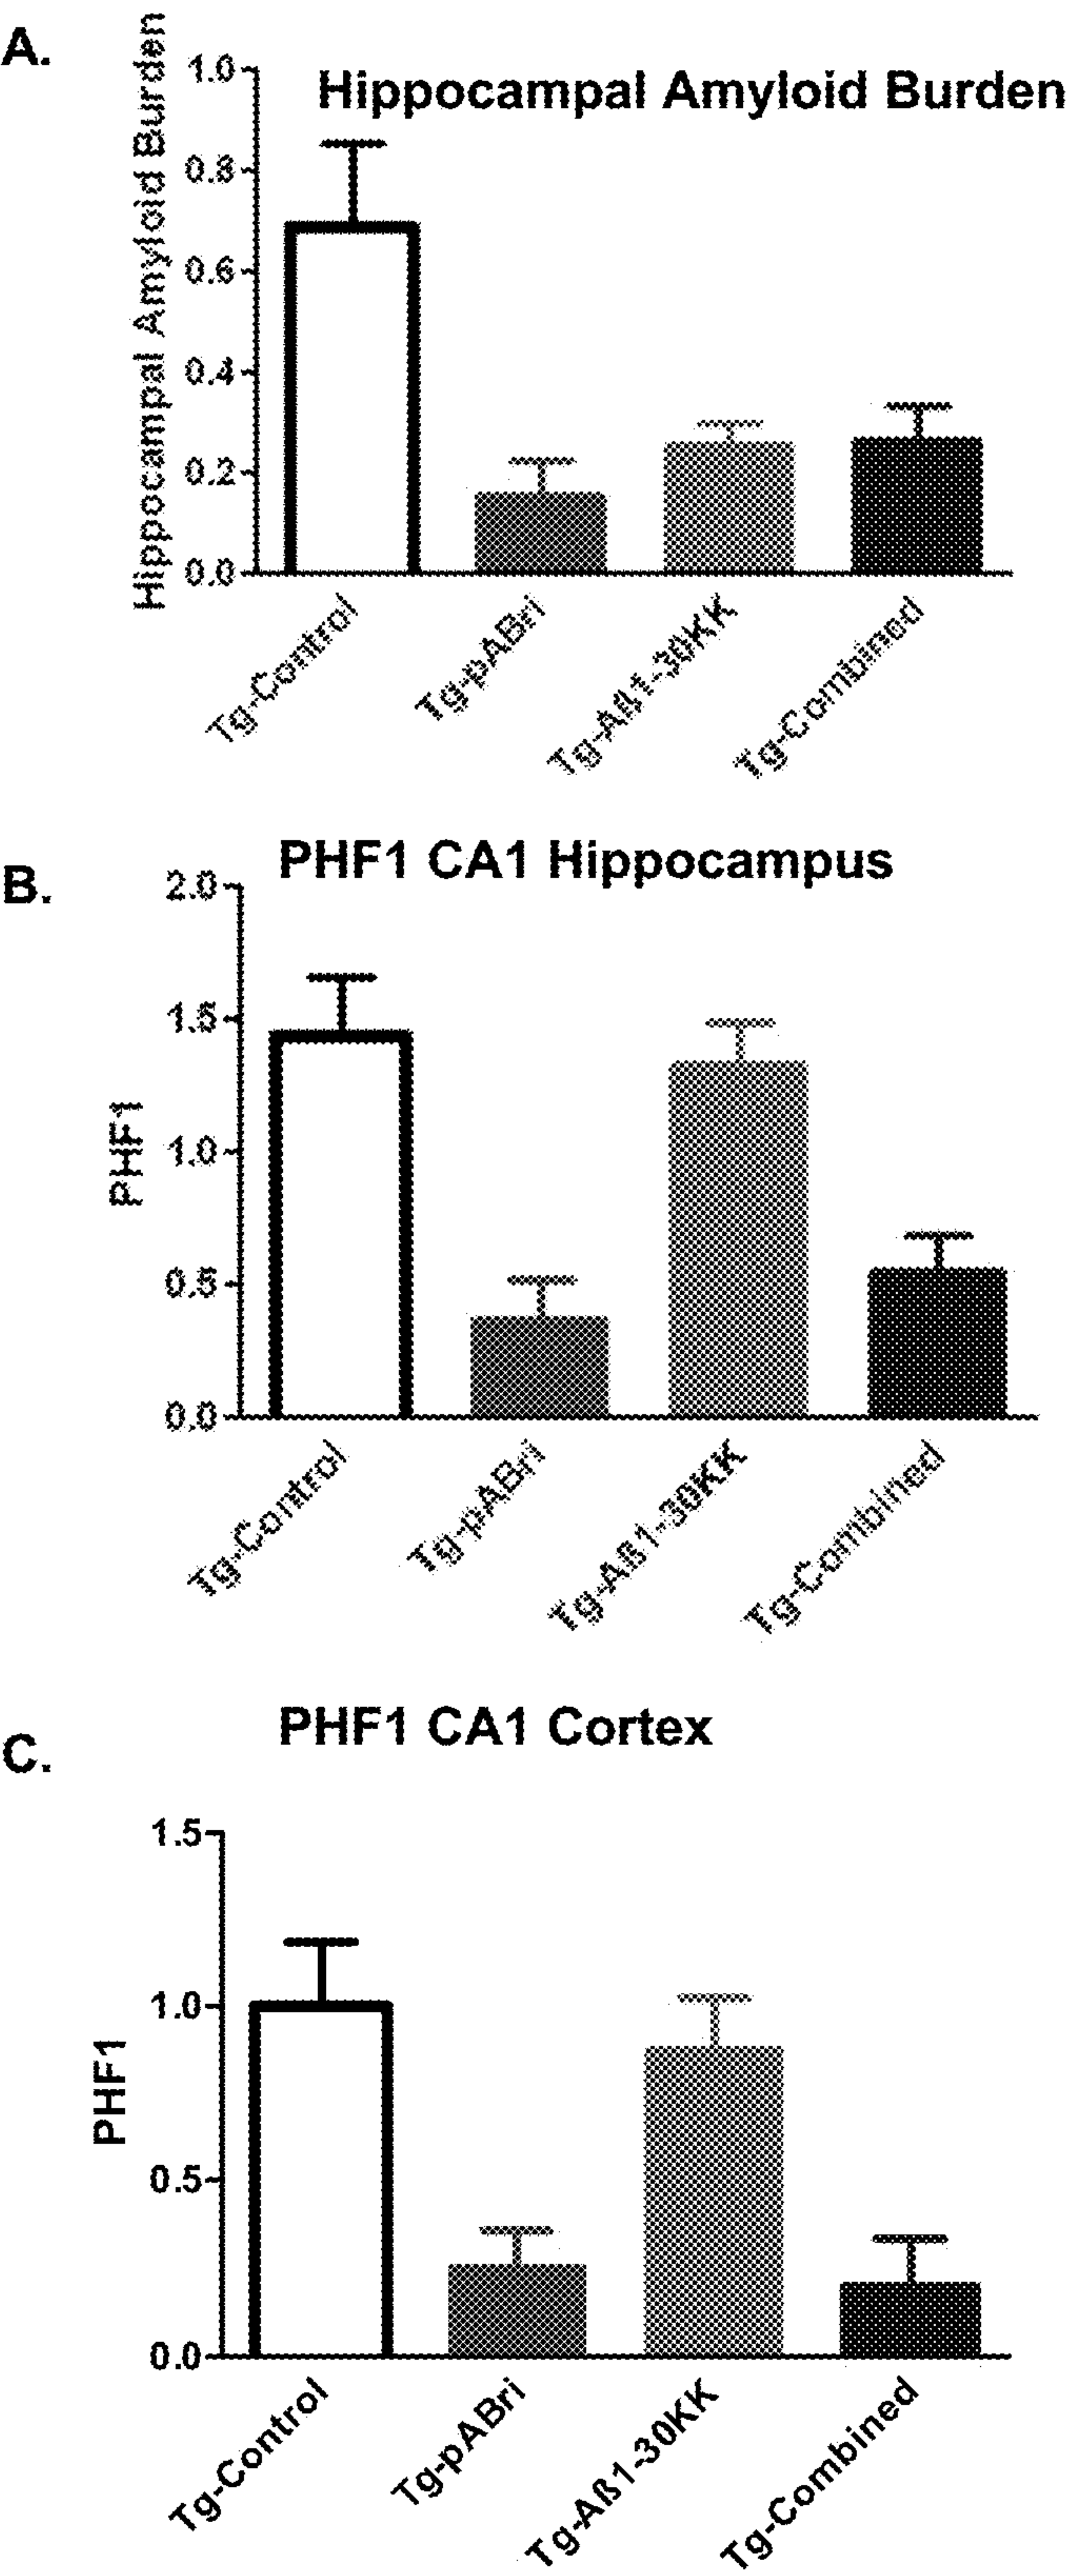 A.
Hippocampal Amyloid Burden
Hippocampal Amyloid Burden
1.0
0.8
0.6
0.4
0.2
0.0
Tg-Control
Tg-pABri
Tg-Aß1-30KK
Tg-Combined
B.
PHF1 CA1 Hippocampus
PHF1
2.0
1.5
1.0
0.5
0.0
Tg-Control
Tg-pABri
Tg-Aß1-30KK
Tg-Combined
C.
PHF1 CA1 Cortex
PHF1
1.5
1.0
0.5
0.0
Tg-Control
Tg-pABri
Tg-Aß1-30KK
Tg-Combined